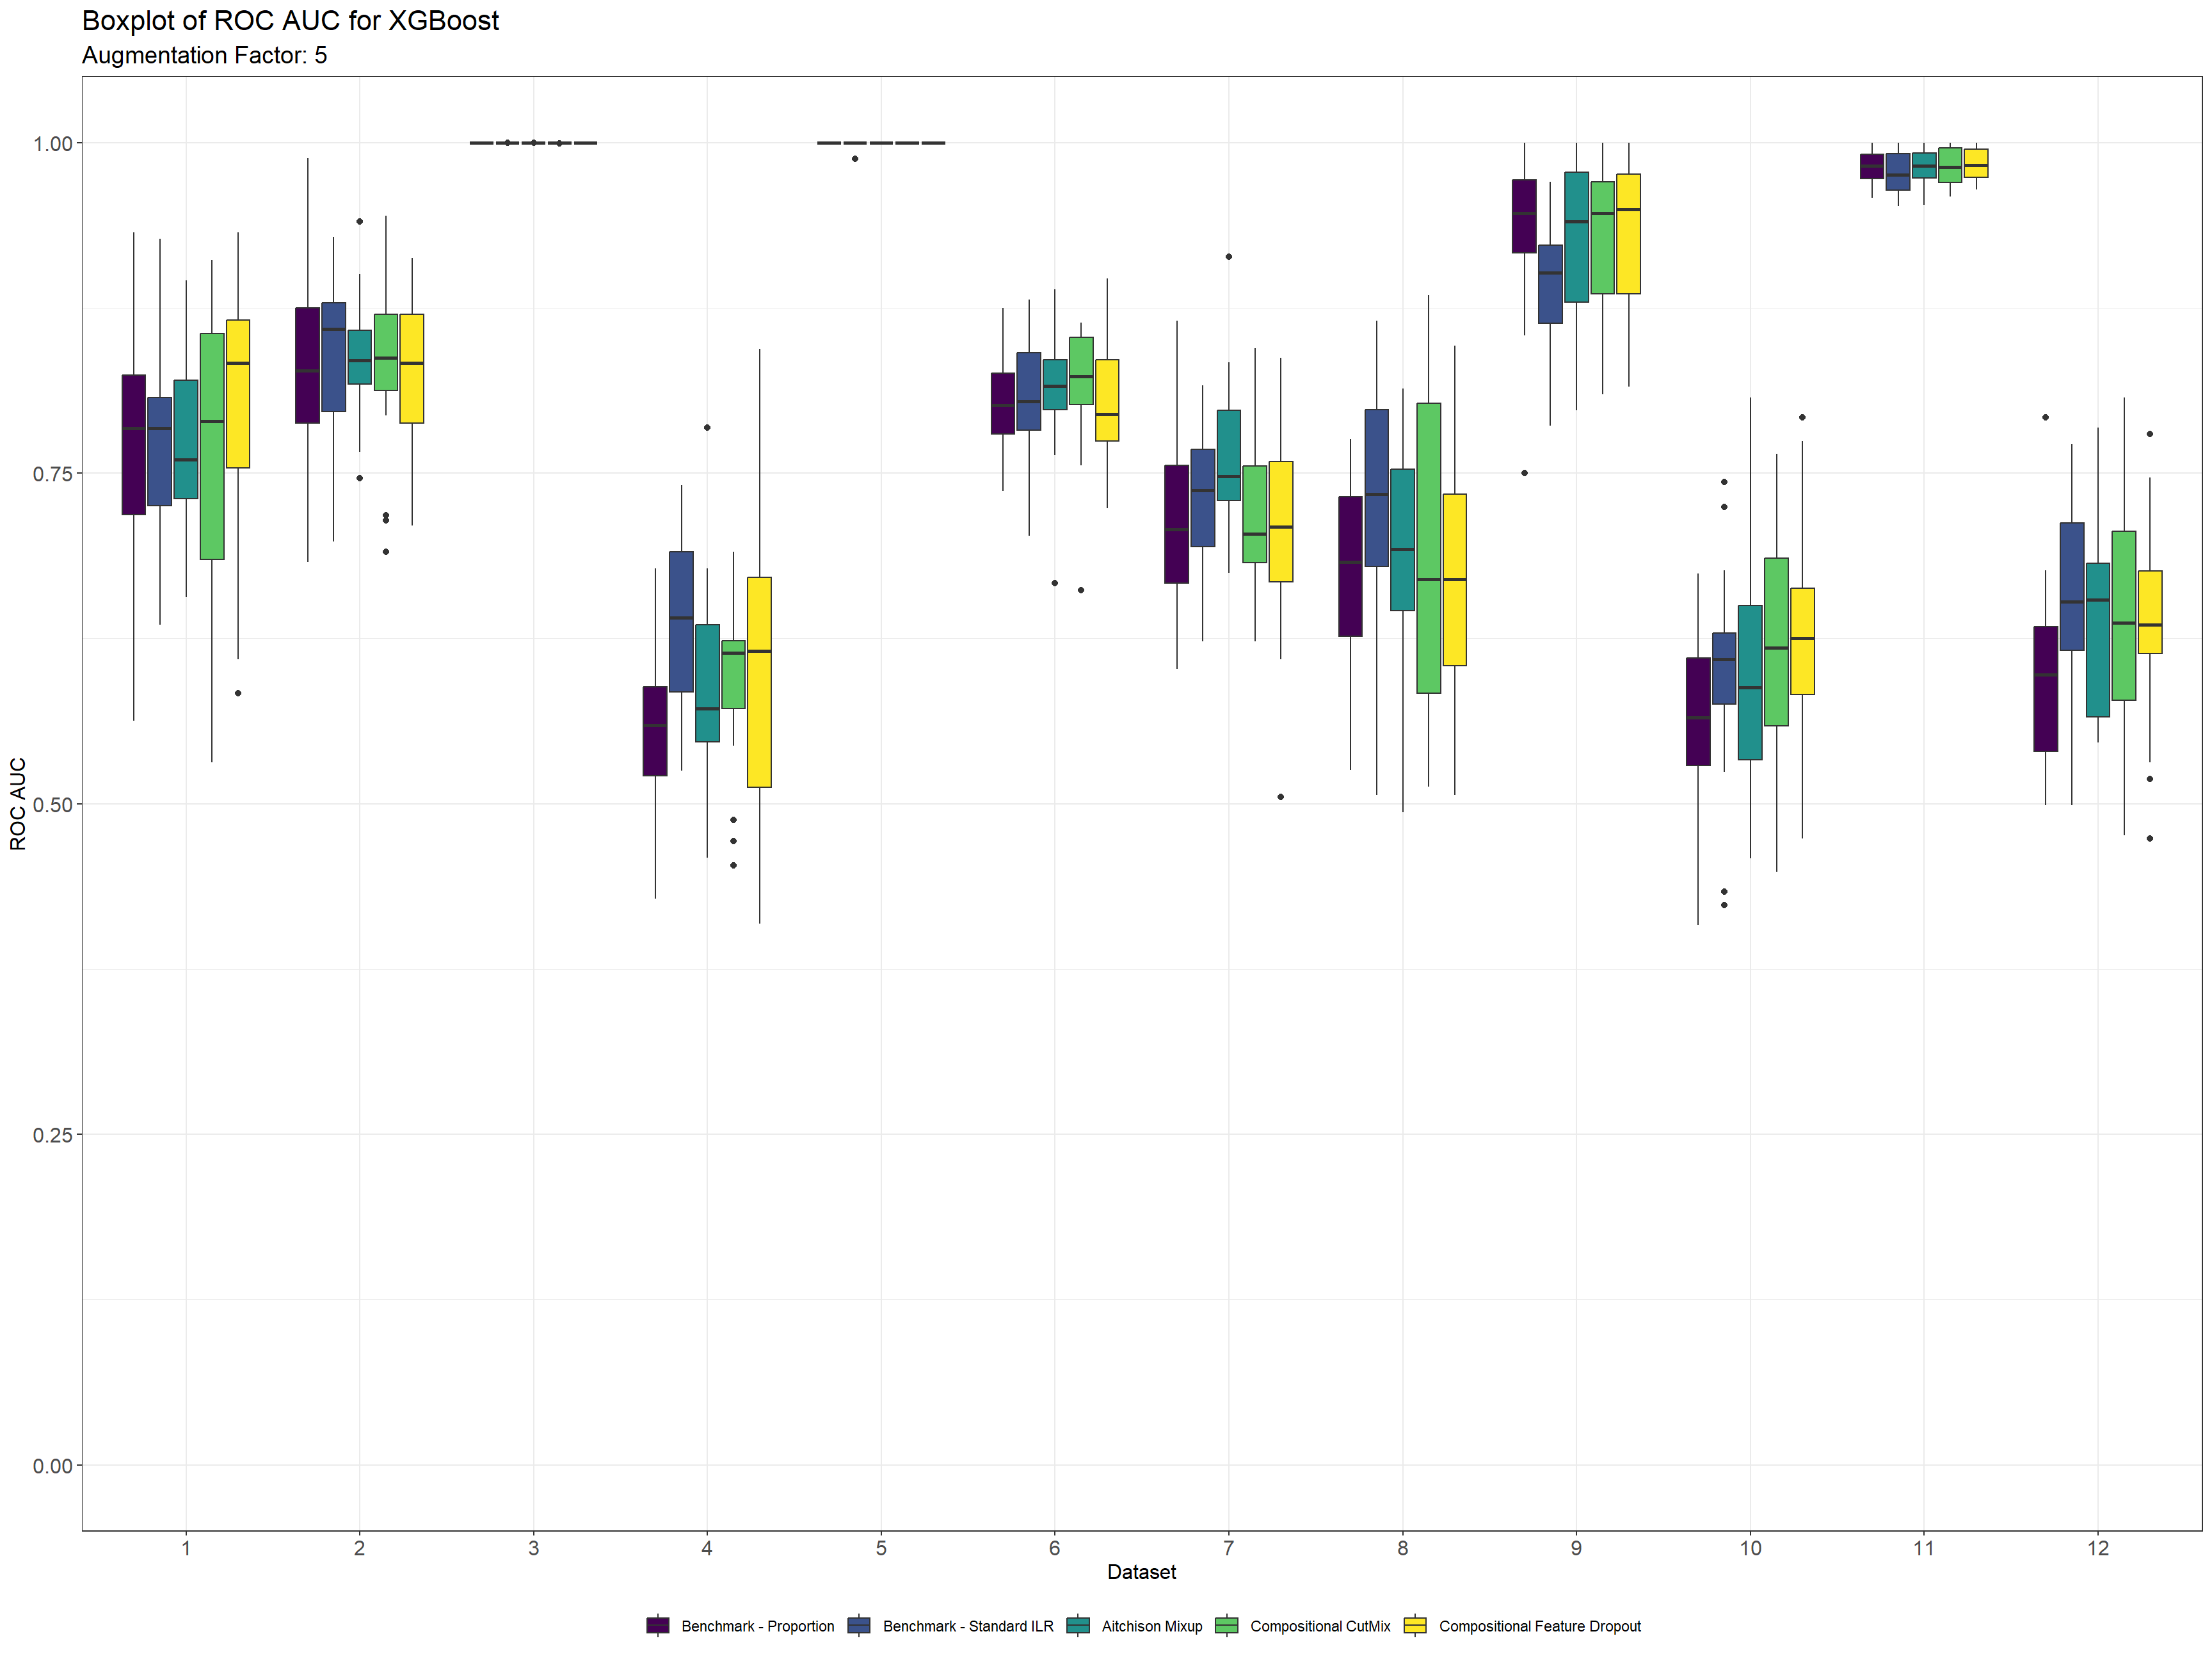 Boxplot of ROC AUC for XGBoost
Augmentation Factor: 5
1.00
0.75
0.50
0.25
0.00
ROC AUC
1 2 3 4 5 6 7 8 9 10 11 12
Dataset
Benchmark - Proportion Benchmark - Standard ILR Aitchison Mixup Compositional CutMix Compositional Feature Dropout